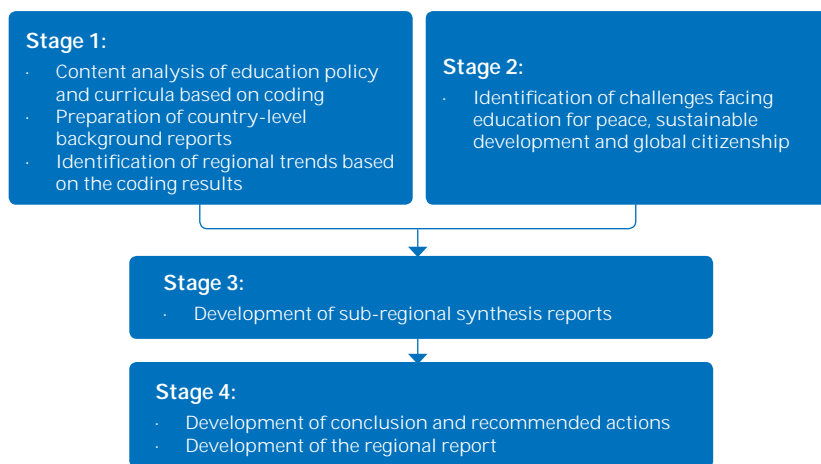 Stage 1:
· Content analysis of education policy
and curricula based on coding
· Preparation of country-level
background reports
· Identification of regional trends based
on the coding results
Stage 2:
· Identification of challenges facing
education for peace, sustainable
development and global citizenship
Stage 3:
· Development of sub-regional synthesis reports
Stage 4:
· Development of conclusion and recommended actions
· Development of the regional report